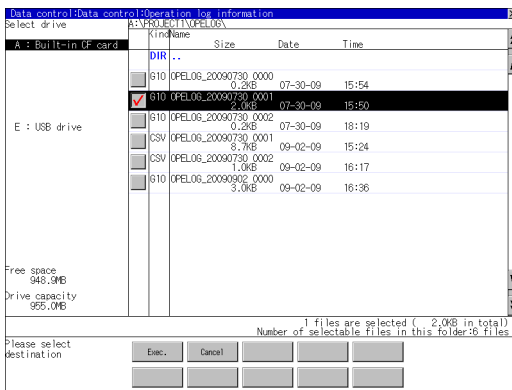 Data control:Data control:Operation log information
Select drive
A:\PROJECT1\OPELOG\
Kind Name
Size Date Time
A : Built-in CF card
DIR ..
G10 OPELOG_20090730_0000
0.2KB 07-30-09 15:54
G10 OPELOG_20090730_0001
2.0KB 07-30-09 15:50
G10 OPELOG_20090730_0002
0.2KB 07-30-09 18:19
E : USB drive
CSV OPELOG_20090730_0001
8.7KB 09-02-09 15:24
CSV OPELOG_20090730_0002
1.0KB 09-02-09 16:17
G10 OPELOG_20090902_0000
3.0KB 09-02-09 16:36
Free space
948.9MB
Drive capacity
955.0MB
1 files are selected ( 2.0KB in total)
Number of selectable files in this folder:6 files
Please select
destination
Exec. Cancel